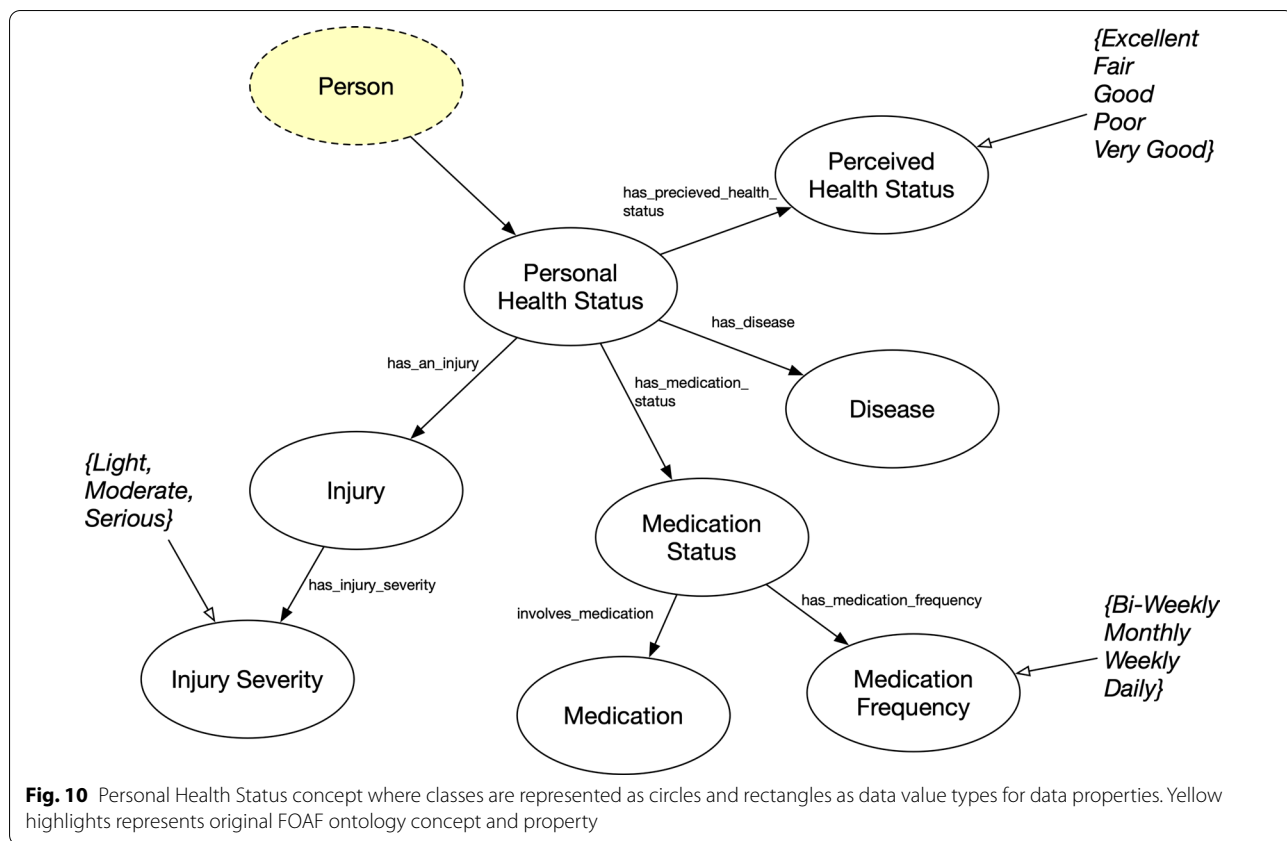 Person
{Excellent
Fair
Good
Poor
Very Good}
Perceived
Health Status
has_precieved_health_
status
Personal
Health Status
has_disease
has_an_injury
has_medication_
status
Disease
{Light,
Moderate,
Serious}
Injury
Medication
Status
has_injury_severity
involves_medication
has_medication_frequency
{Bi-Weekly
Monthly
Weekly
Daily}
Injury Severity
Medication
Medication
Frequency
Fig. 10 Personal Health Status concept where classes are represented as circles and rectangles as data value types for data properties. Yellow
highlights represents original FOAF ontology concept and property